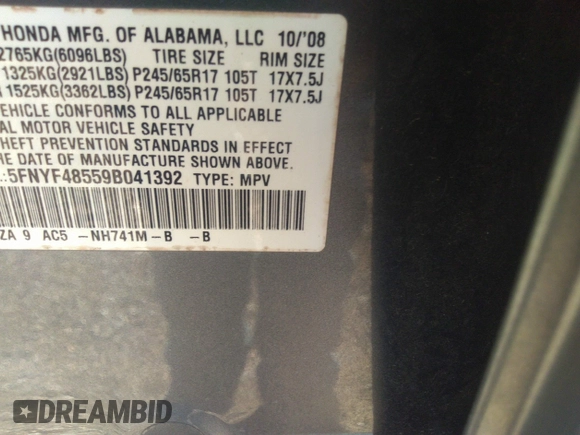 HONDA MFG. OF ALABAMA, LLC 10/'08
2765KG(6096LBS) TIRE SIZE RIM SIZE
1325KG(2921LBS) P245/65R17 105T 17X7.5J
1525KG(3362LBS) P245/65R17 105T 17X7.5J
VEHICLE CONFORMS TO ALL APPLICABLE
AL MOTOR VEHICLE SAFETY
HEFT PREVENTION STANDARDS IN EFFECT
HE DATE OF MANUFACTURE SHOWN ABOVE.
:5FNYF48559B041392 TYPE: MPV
ZA 9 AC5 -NH741M-B -B
DREAMBID